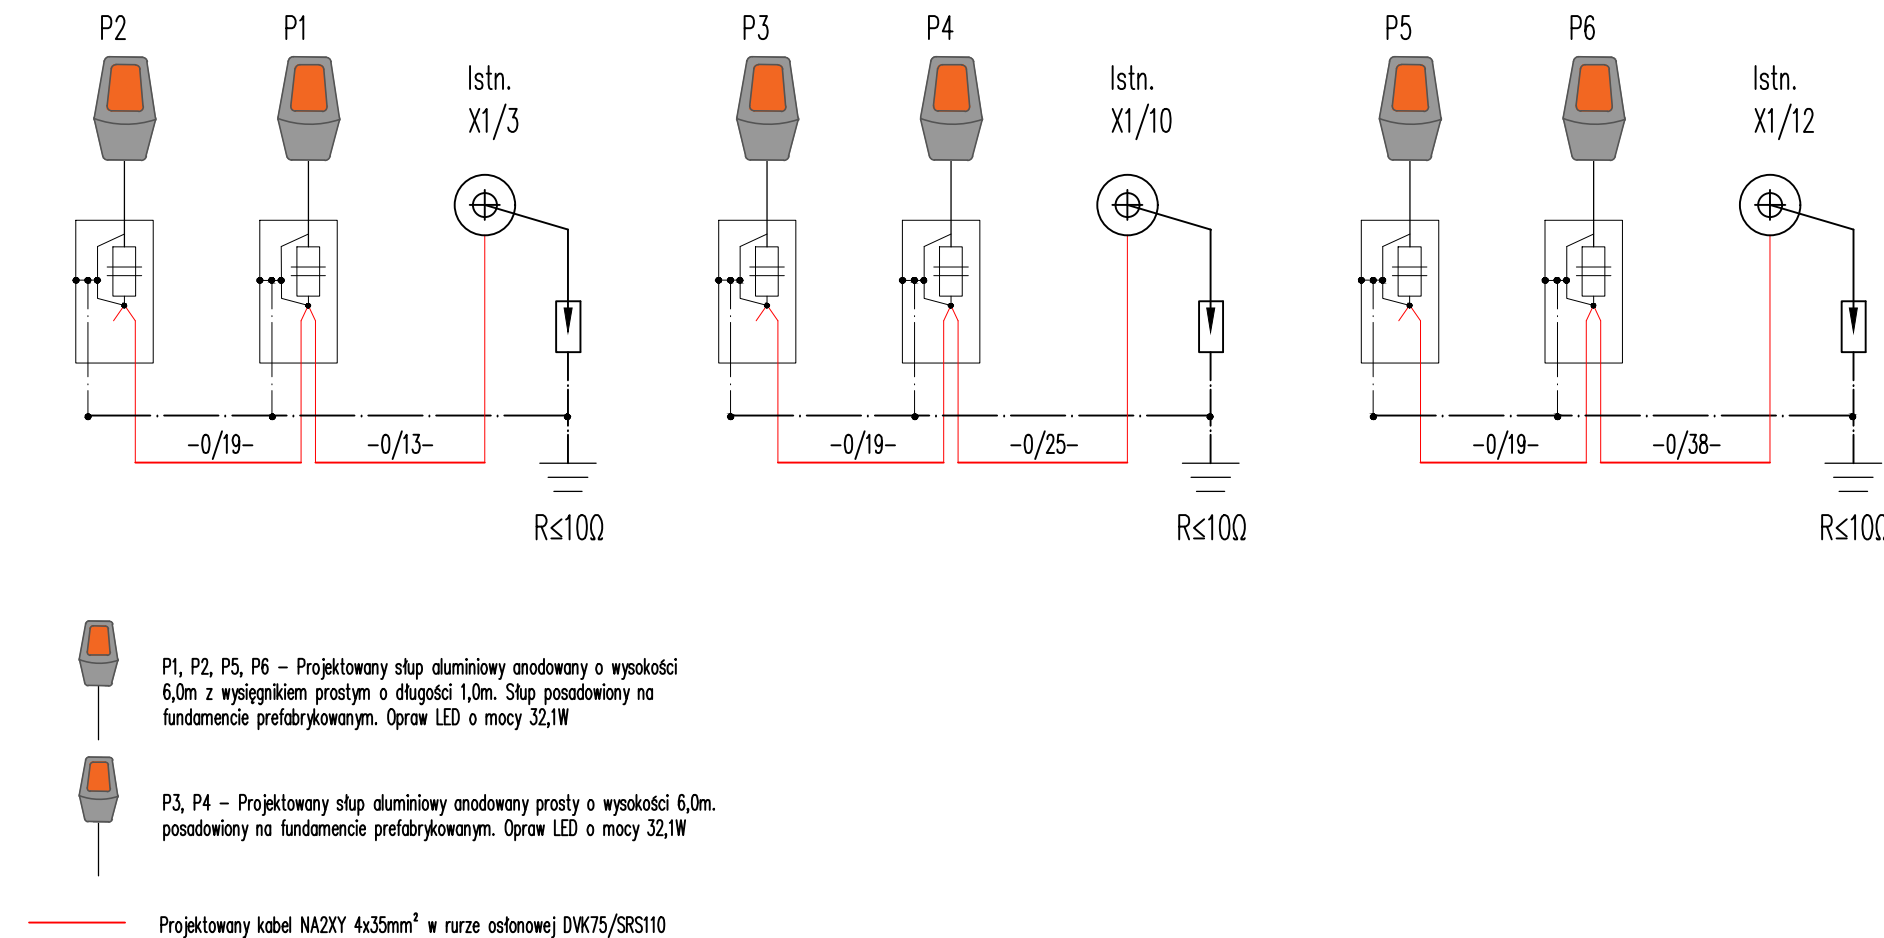 P2
P1
Istn.
X1/3
-0/19-
-0/13-
R≤10Ω
P3
P4
Istn.
X1/10
-0/19-
-0/25-
R≤10Ω
P5
P6
Istn.
X1/12
-0/19-
-0/38-
R≤10Ω
P1, P2, P5, P6 – Projektowany słup aluminiowy anodowany o wysokości
6,0m z wysięgnikiem prostym o długości 1,0m. Słup posadowiony na
fundamencie prefabrykowanym. Opraw LED o mocy 32,1W
P3, P4 – Projektowany słup aluminiowy anodowany prosty o wysokości 6,0m.
posadowiony na fundamencie prefabrykowanym. Opraw LED o mocy 32,1W
Projektowany kabel NA2XY 4x35mm² w rurze osłonowej DVK75/SRS110